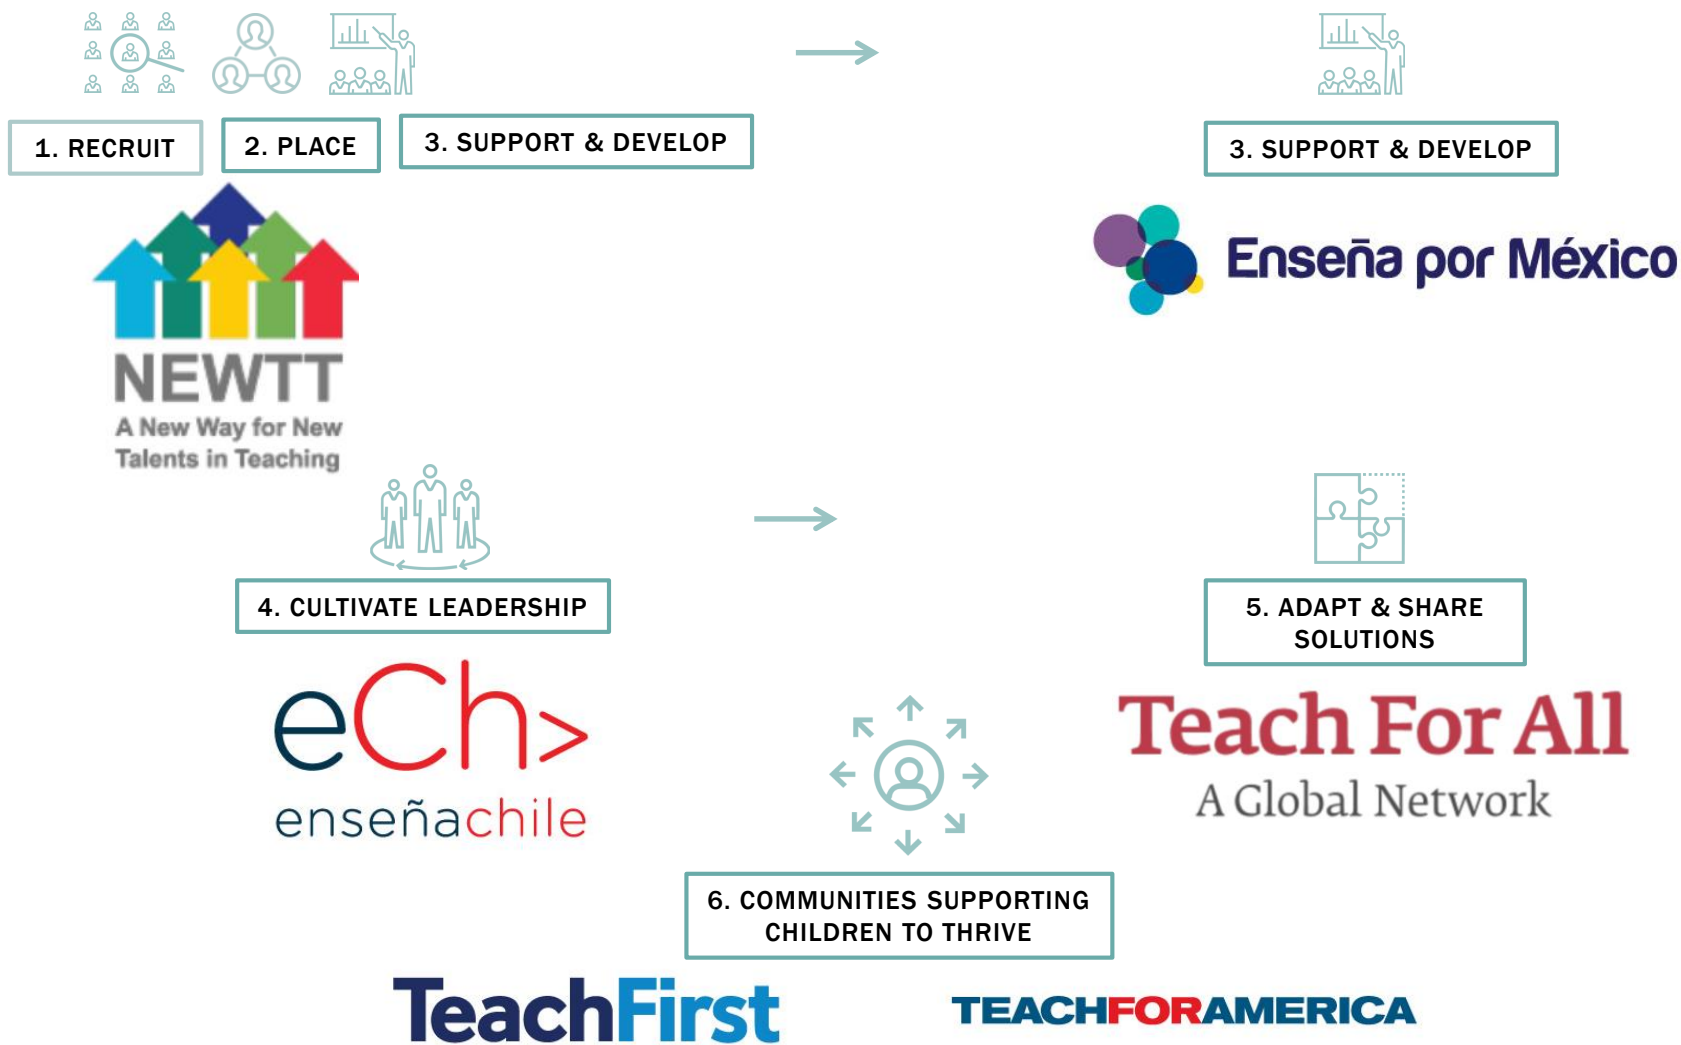 1. RECRUIT
2. PLACE
3. SUPPORT & DEVELOP
3. SUPPORT & DEVELOP
NEWTT
A New Way for New
Talents in Teaching
Enseña por México
4. CULTIVATE LEADERSHIP
5. ADAPT & SHARE
SOLUTIONS
eCh>
enseñachile
Teach For All
A Global Network
6. COMMUNITIES SUPPORTING
CHILDREN TO THRIVE
TeachFirst
TEACHFORAMERICA